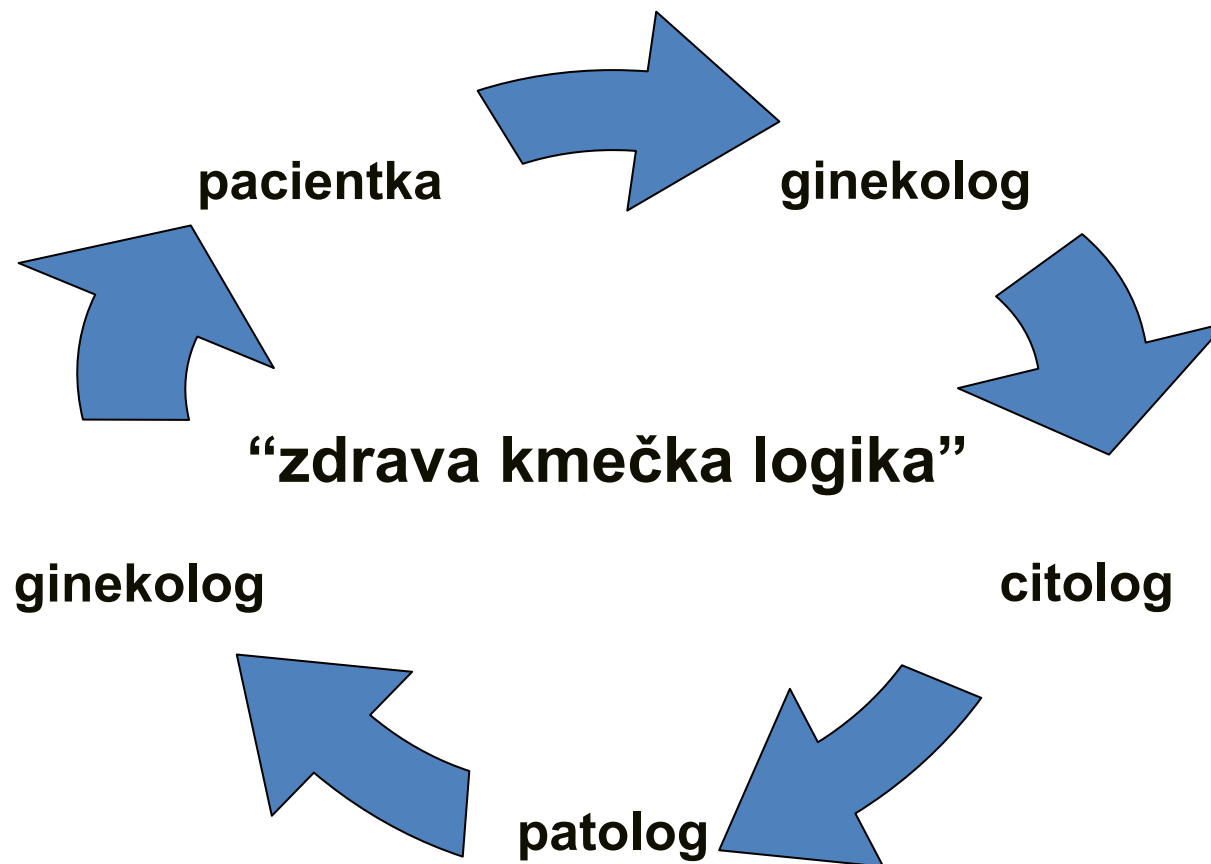 pacientka
ginekolog
“zdrava kmečka logika”
ginekolog
citolog
patolog